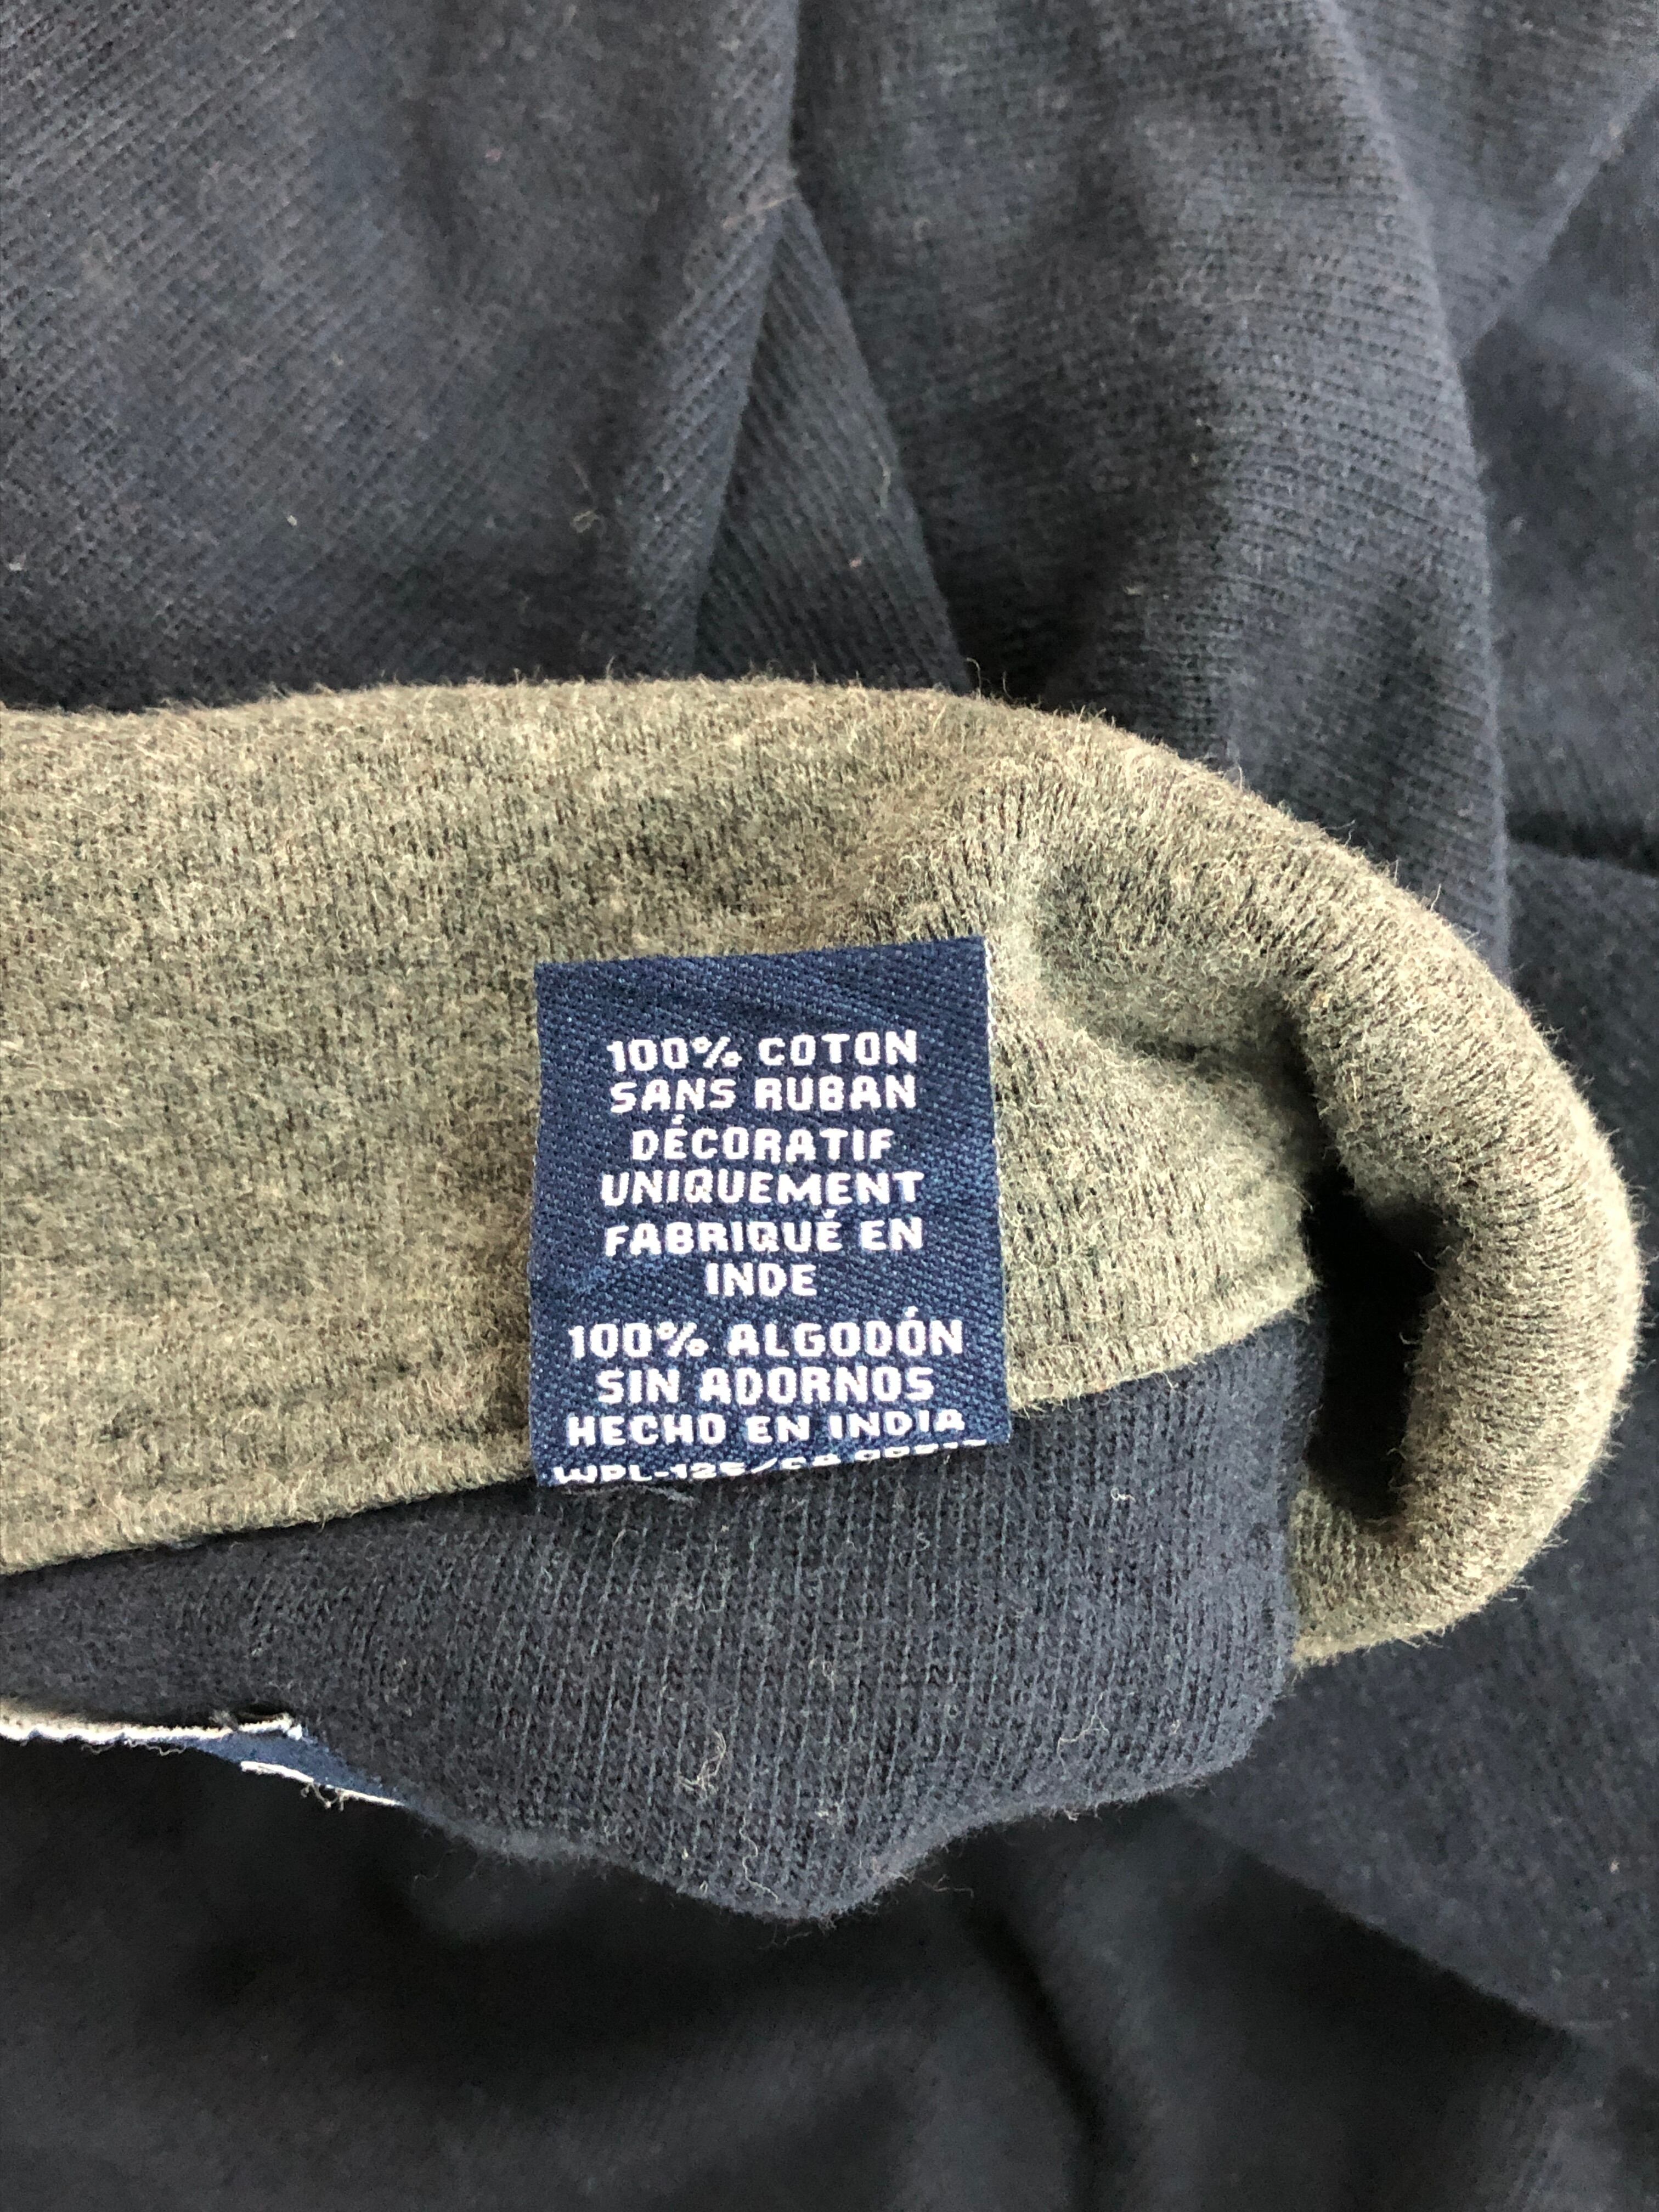 100% COTON
SANS RUBAN
DÉCORATIF
UNIQUEMENT
FABRIQUÉ EN
INDE
100% ALGODÓN
SIN ADORNOS
HECHO EN INDIA